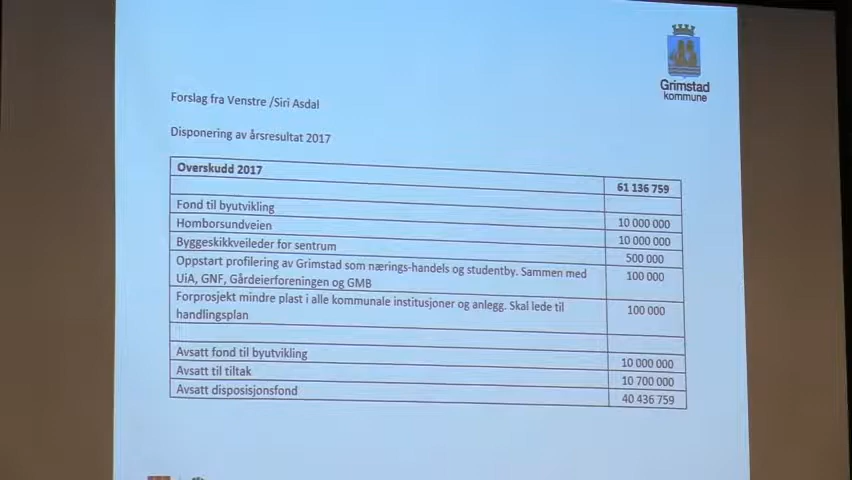 Grimstad
kommune
Forslag fra Venstre /Siri Asdal
Disponering av årsresultat 2017
Overskudd 2017 61 136 759
Fond til byutvikling 10 000 000
Homborsundveien 10 000 000
Byggeskikkveileder for sentrum 500 000
Oppstart profilering av Grimstad som nærings-handels og studentby. Sammen med 100 000
UiA, GNF, Gårdeierforeningen og GMB
Forprosjekt mindre plast i alle kommunale institusjoner og anlegg. Skal lede til 100 000
handlingsplan
Avsatt fond til byutvikling 10 000 000
Avsatt til tiltak 10 700 000
Avsatt disposisjonsfond 40 436 759